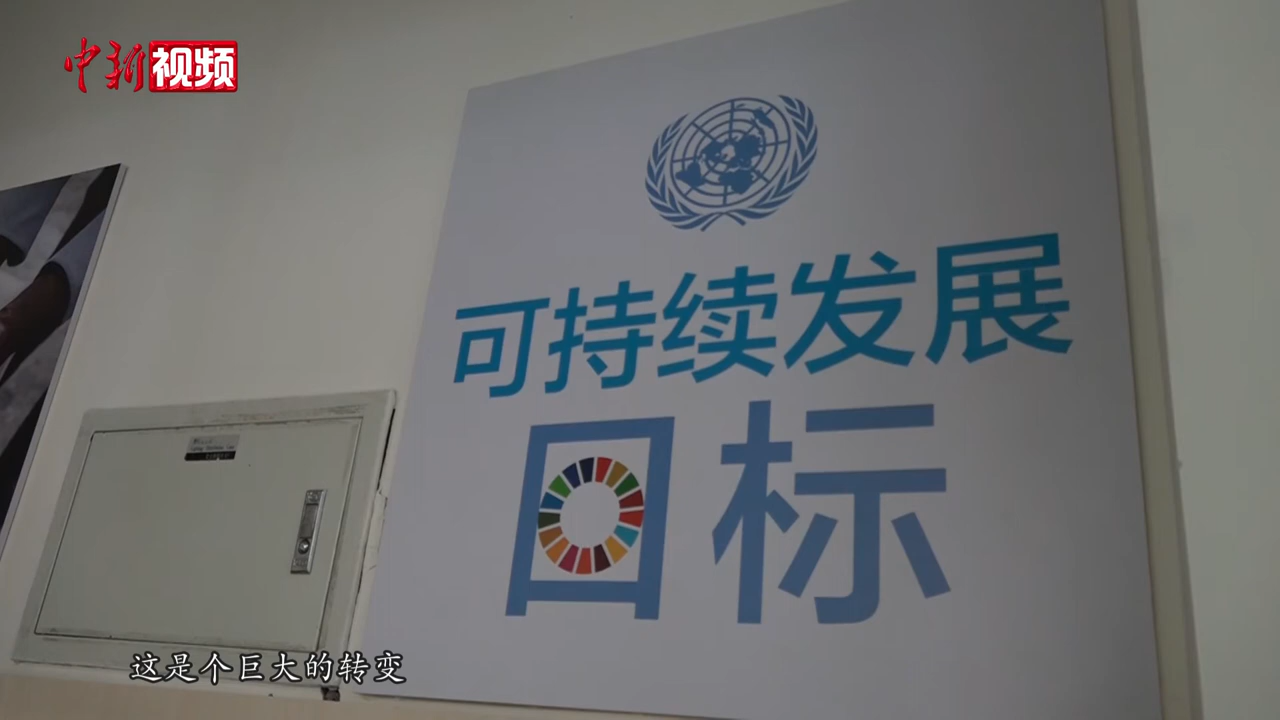 中新视频
可持续发展
目标
这是个巨大的转变